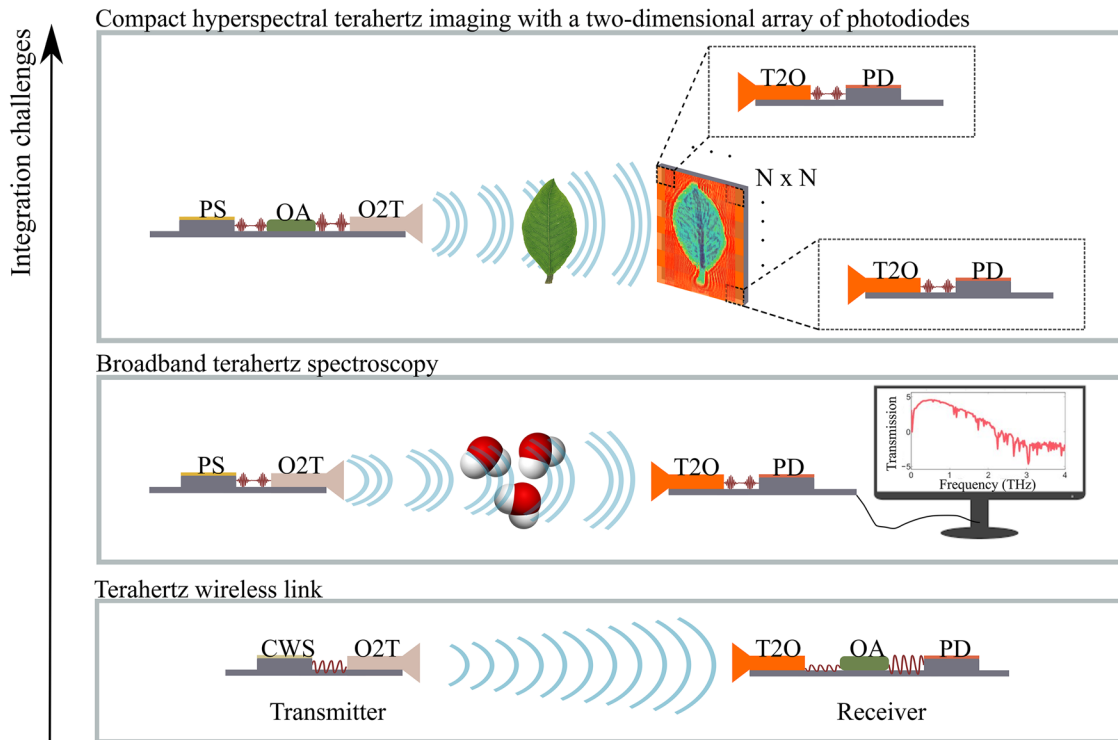 Compact hyperspectral terahertz imaging with a two-dimensional array of photodiodes
Integration challenges
T2O PD
N x N
PS OA O2T
T2O PD
Broadband terahertz spectroscopy
PS O2T
T2O PD
Transmission
5
0
-5
0 1 2 3 4
Frequency (THz)
Terahertz wireless link
CWS O2T
T2O OA PD
Transmitter
Receiver